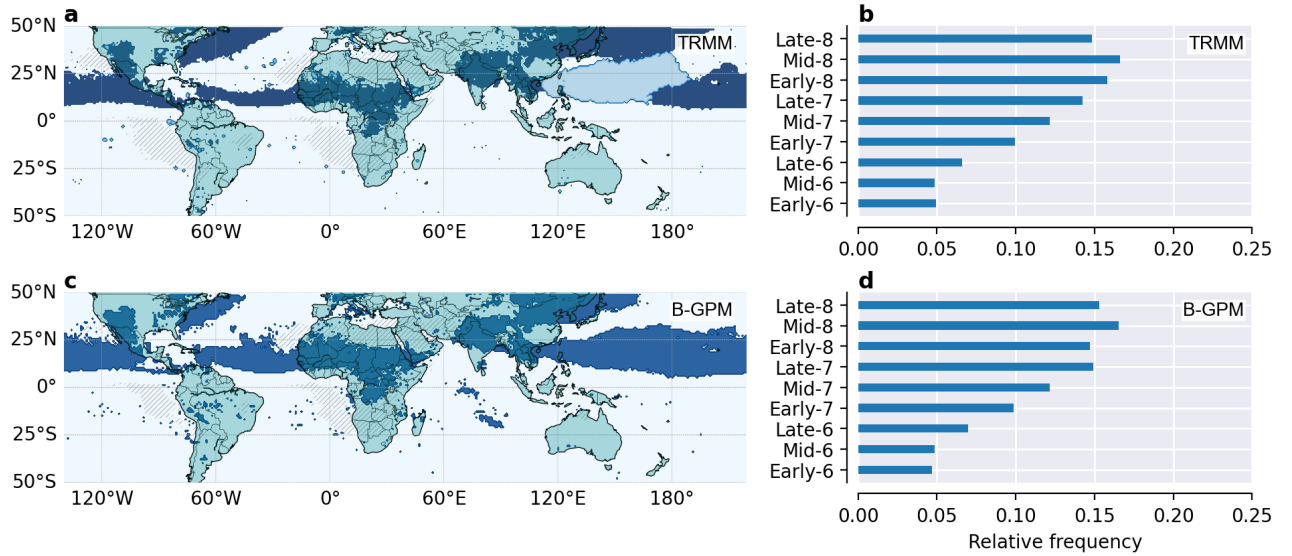 a
50°N
25°N
0°
25°S
50°S
120°W 60°W 0° 60°E 120°E 180°
TRMM
b
Late-8
Mid-8
Early-8
Late-7
Mid-7
Early-7
Late-6
Mid-6
Early-6
0.00 0.05 0.10 0.15 0.20 0.25
TRMM
c
50°N
25°N
0°
25°S
50°S
120°W 60°W 0° 60°E 120°E 180°
B-GPM
d
Late-8
Mid-8
Early-8
Late-7
Mid-7
Early-7
Late-6
Mid-6
Early-6
0.00 0.05 0.10 0.15 0.20 0.25
Relative frequency
B-GPM